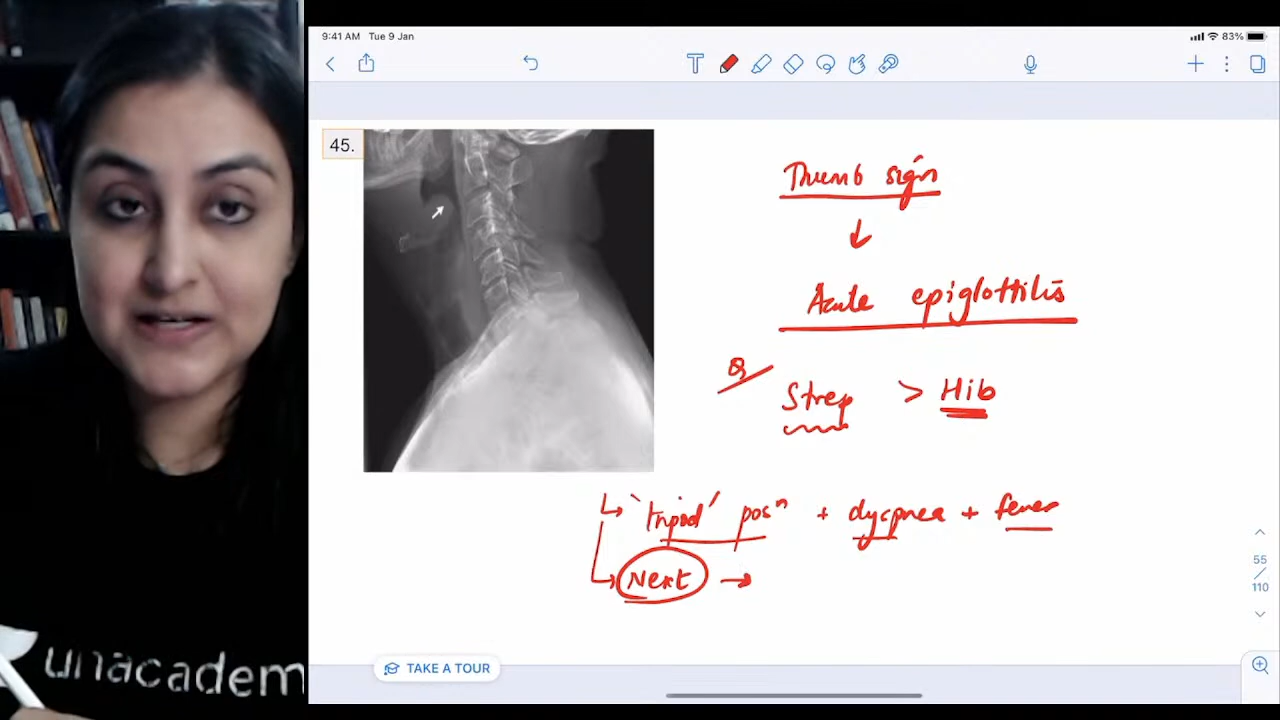 9:41 AM Tue 9 Jan
83%
T
45.
Thumb sign
Acute epiglottitis
Q
Strep > Hib
'tripod' posn + dyspnea + fever
Next →
55
/
110
TAKE A TOUR
unacadem